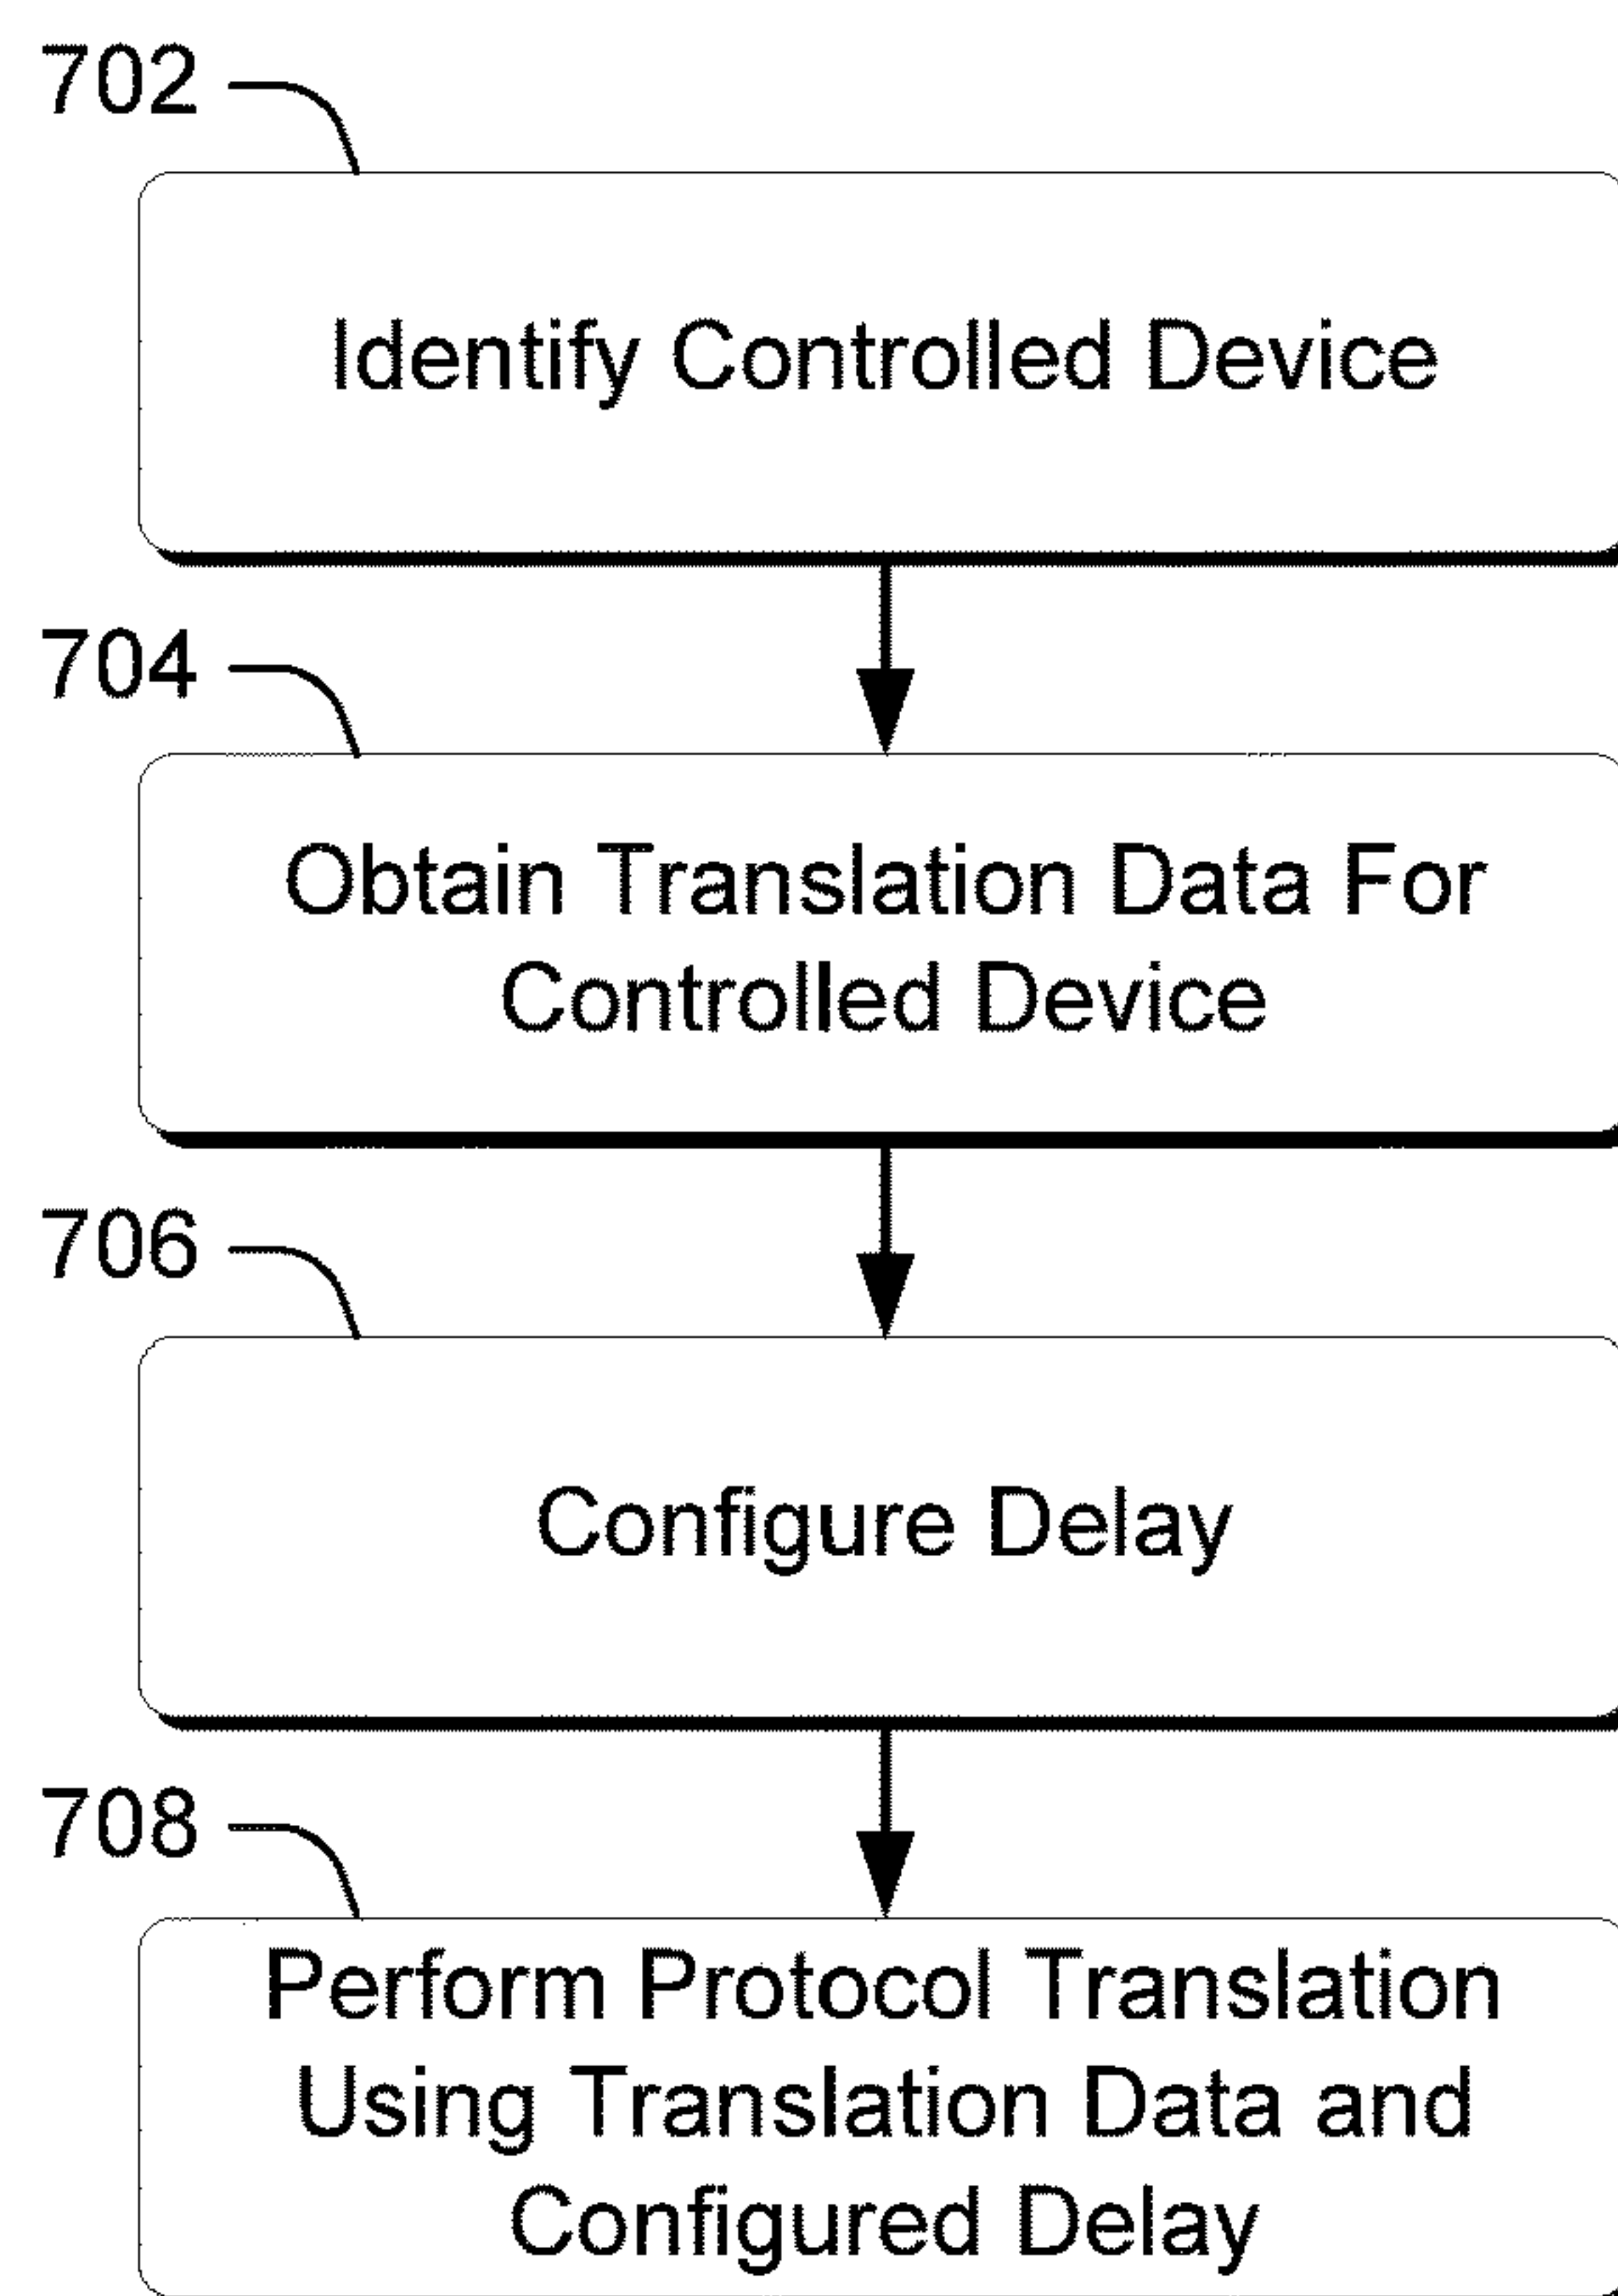 702
Identify Controlled Device
704
Obtain Translation Data For
Controlled Device
706
Configure Delay
708
Perform Protocol Translation
Using Translation Data and
Configured Delay